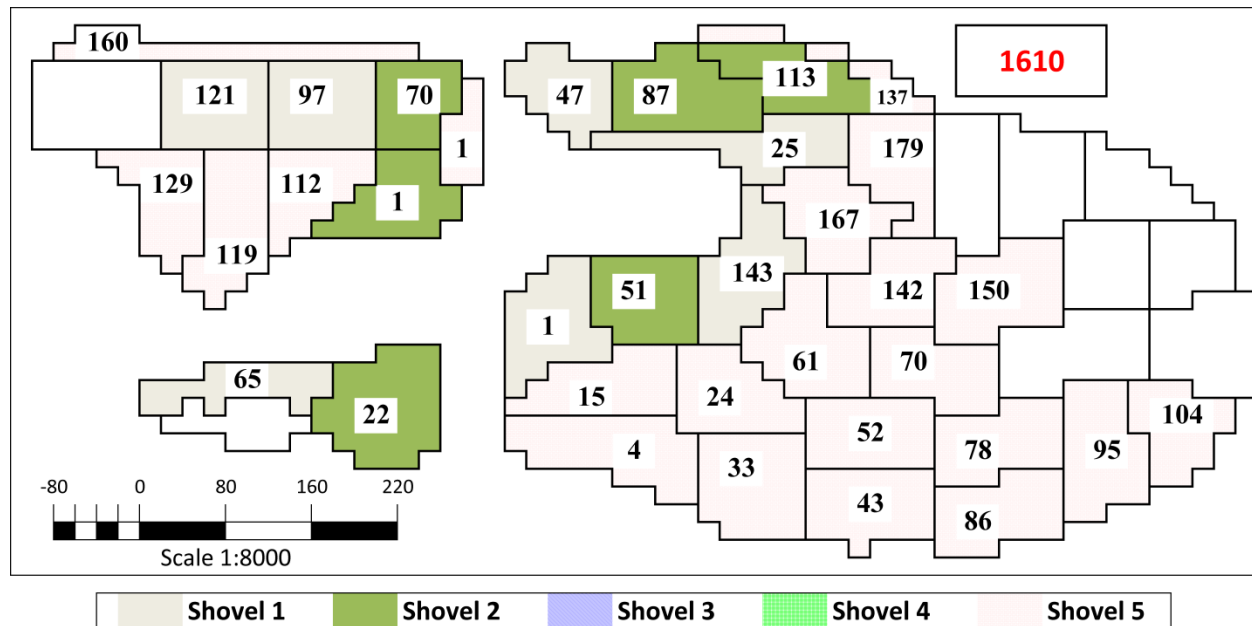 160
1610
121 97 70 47 87 113 137
1 25 179
129 112 1 167
119 143 51 142 150
1 61 70
65 15 24 104
22 4 33 52 78 95
43 86
-80 0 80 160 220
Scale 1:8000
Shovel 1 Shovel 2 Shovel 3 Shovel 4 Shovel 5